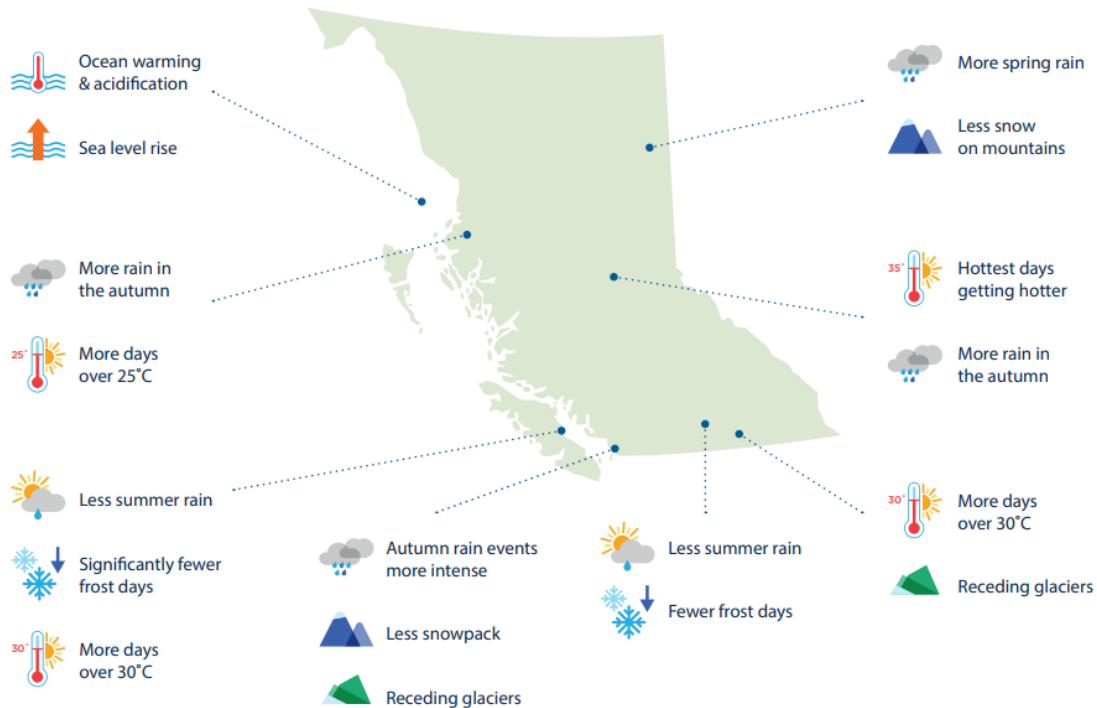 Ocean warming
& acidification
Sea level rise
More rain in
the autumn
25°
More days
over 25˚C
Less summer rain
Significantly fewer
frost days
30°
More days
over 30˚C
Autumn rain events
more intense
Less snowpack
Receding glaciers
Less summer rain
Fewer frost days
More spring rain
Less snow
on mountains
35°
Hottest days
getting hotter
More rain in
the autumn
30°
More days
over 30˚C
Receding glaciers